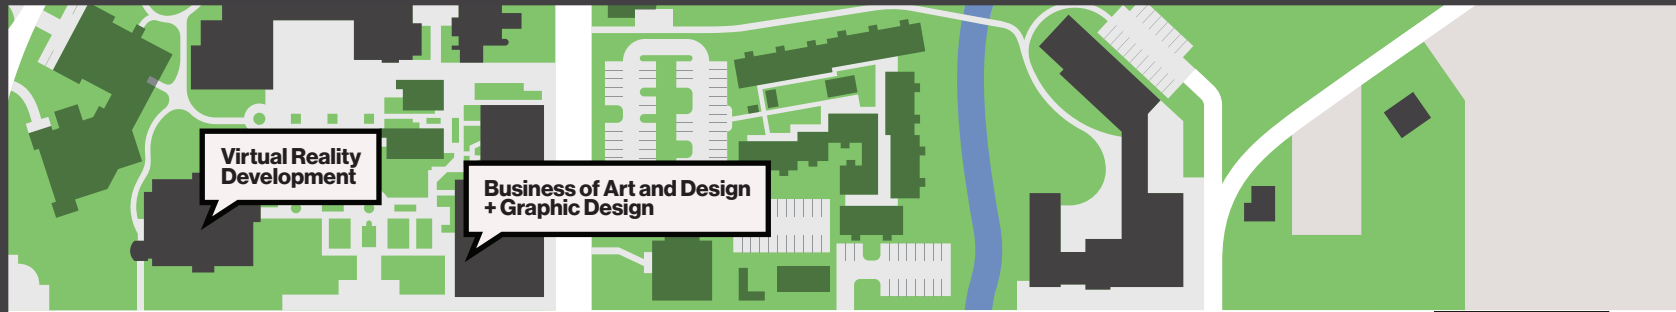 Virtual Reality
Development
Business of Art and Design
+ Graphic Design